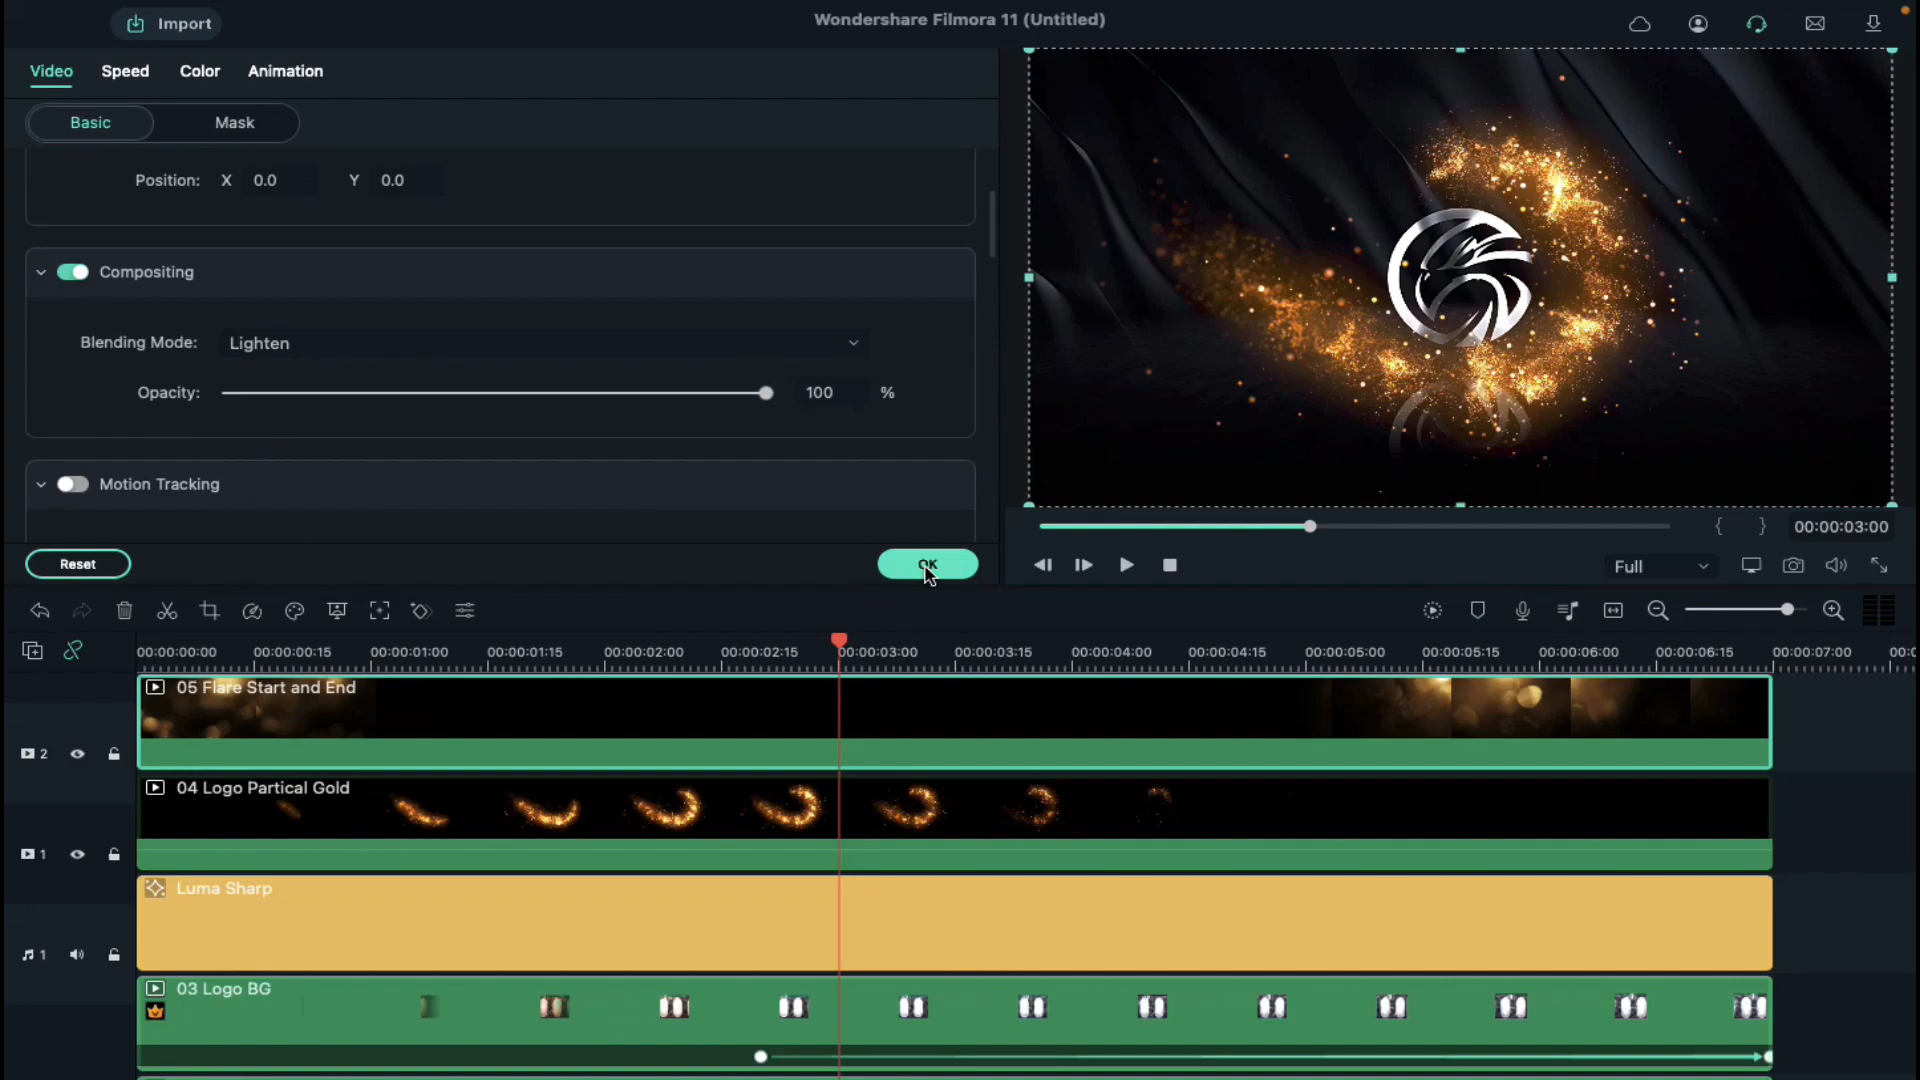 Import
Wondershare Filmora 11 (Untitled)
Video Speed Color Animation
Basic Mask
Position: X 0.0 Y 0.0
Compositing
Blending Mode: Lighten
Opacity: 100 %
Motion Tracking
Reset OK
00:00:03:00
Full
00:00:00:00 00:00:00:15 00:00:01:00 00:00:01:15 00:00:02:00 00:00:02:15 00:00:03:00 00:00:03:15 00:00:04:00 00:00:04:15 00:00:05:00 00:00:05:15 00:00:06:00 00:00:06:15 00:00:07:00 00:0
05 Flare Start and End
2
04 Logo Partical Gold
1
Luma Sharp
1
03 Logo BG